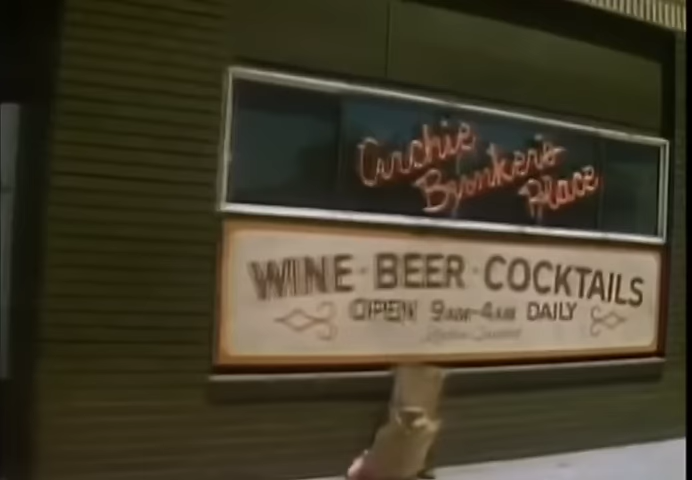 Archie
Bunker's
Place
WINE · BEER · COCKTAILS
OPEN 9AM-4AM DAILY